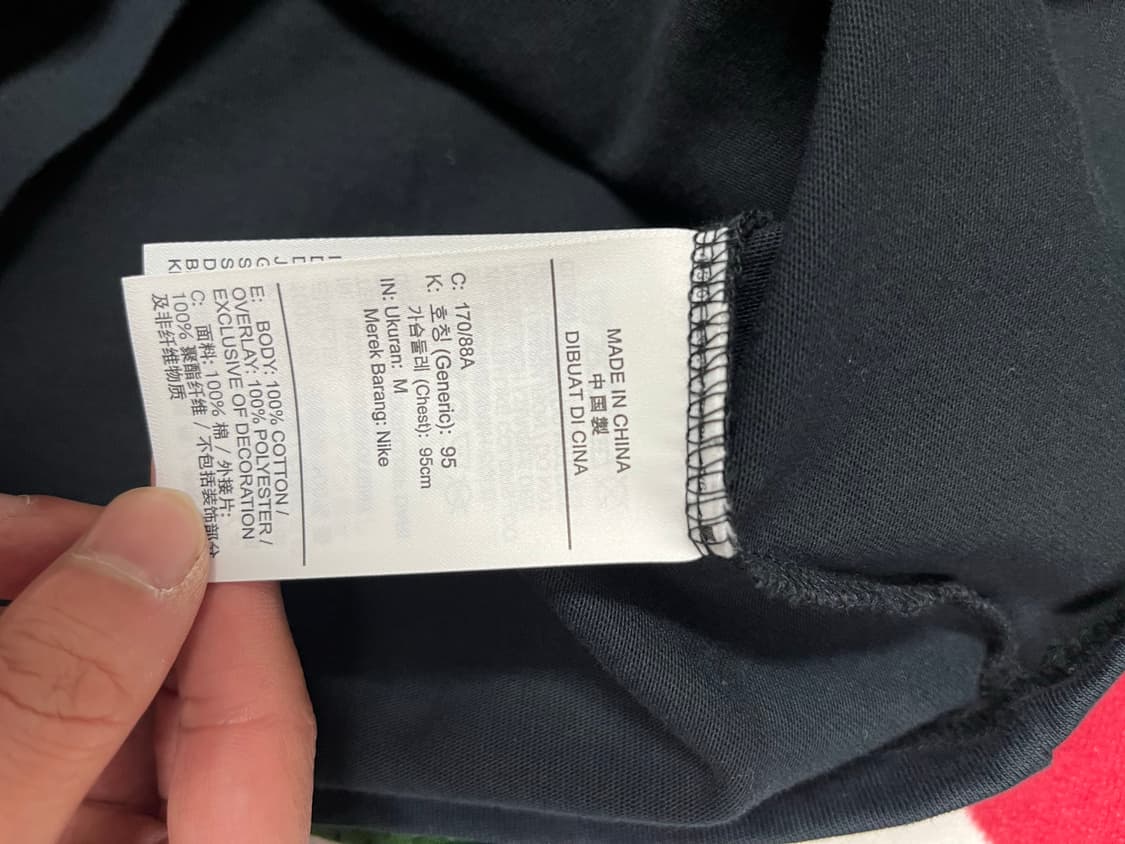 MADE IN CHINA
中国製
DIBUAT DI CINA
C: 170/88A
K: 호칭 (Generic): 95
가슴둘레 (Chest): 95cm
IN: Ukuran: M
Merek Barang: Nike
E: BODY: 100% COTTON /
OVERLAY: 100% POLYESTER /
EXCLUSIVE OF DECORATION
C: 面料: 100% 棉 / 外接片:
100% 聚酯纤维 / 不包括装饰部分
及非纤维物质